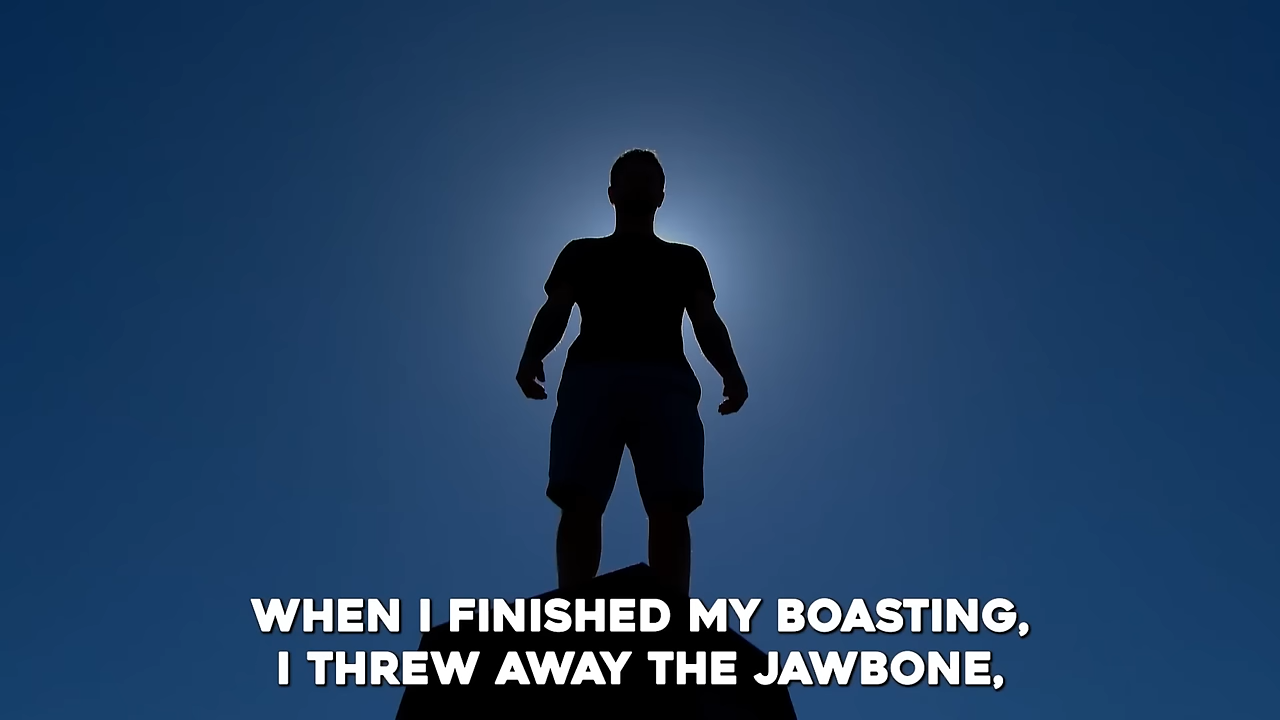 WHEN I FINISHED MY BOASTING,
I THREW AWAY THE JAWBONE,